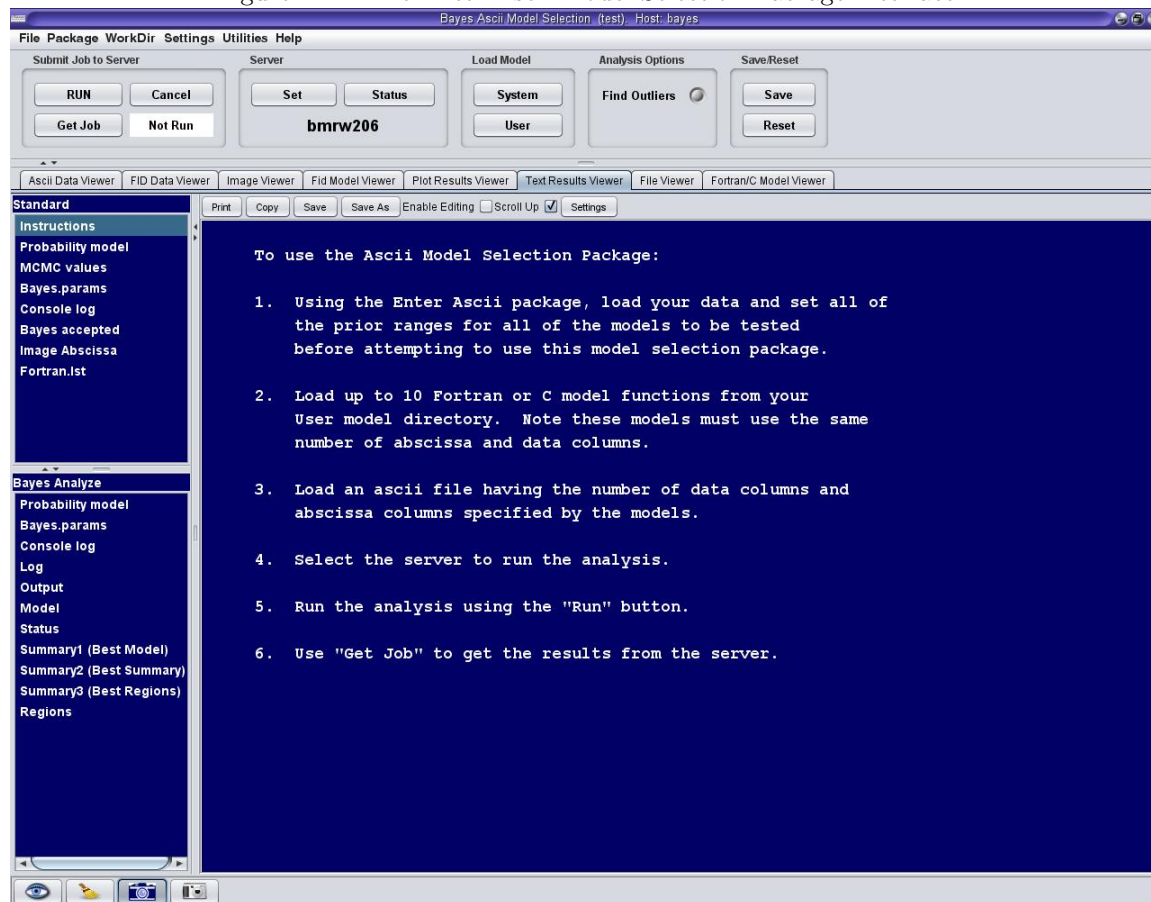 Bayes Ascii Model Selection (test). Host: bayes
File Package WorkDir Settings Utilities Help
Submit Job to Server Server Load Model Analysis Options Save/Reset
RUN Cancel Set Status System Find Outliers Save
Get Job Not Run bmrw206 User Reset
Ascii Data Viewer FID Data Viewer Image Viewer Fid Model Viewer Plot Results Viewer Text Results Viewer File Viewer Fortran/C Model Viewer
Print Copy Save Save As Enable Editing Scroll Up Settings
Standard
Instructions
Probability model
MCMC values
Bayes.params
Console log
Bayes accepted
Image Abscissa
Fortran.lst
Bayes Analyze
Probability model
Bayes.params
Console log
Log
Output
Model
Status
Summary1 (Best Model)
Summary2 (Best Summary)
Summary3 (Best Regions)
Regions
To use the Ascii Model Selection Package:
1. Using the Enter Ascii package, load your data and set all of
the prior ranges for all of the models to be tested
before attempting to use this model selection package.
2. Load up to 10 Fortran or C model functions from your
User model directory. Note these models must use the same
number of abscissa and data columns.
3. Load an ascii file having the number of data columns and
abscissa columns specified by the models.
4. Select the server to run the analysis.
5. Run the analysis using the "Run" button.
6. Use "Get Job" to get the results from the server.